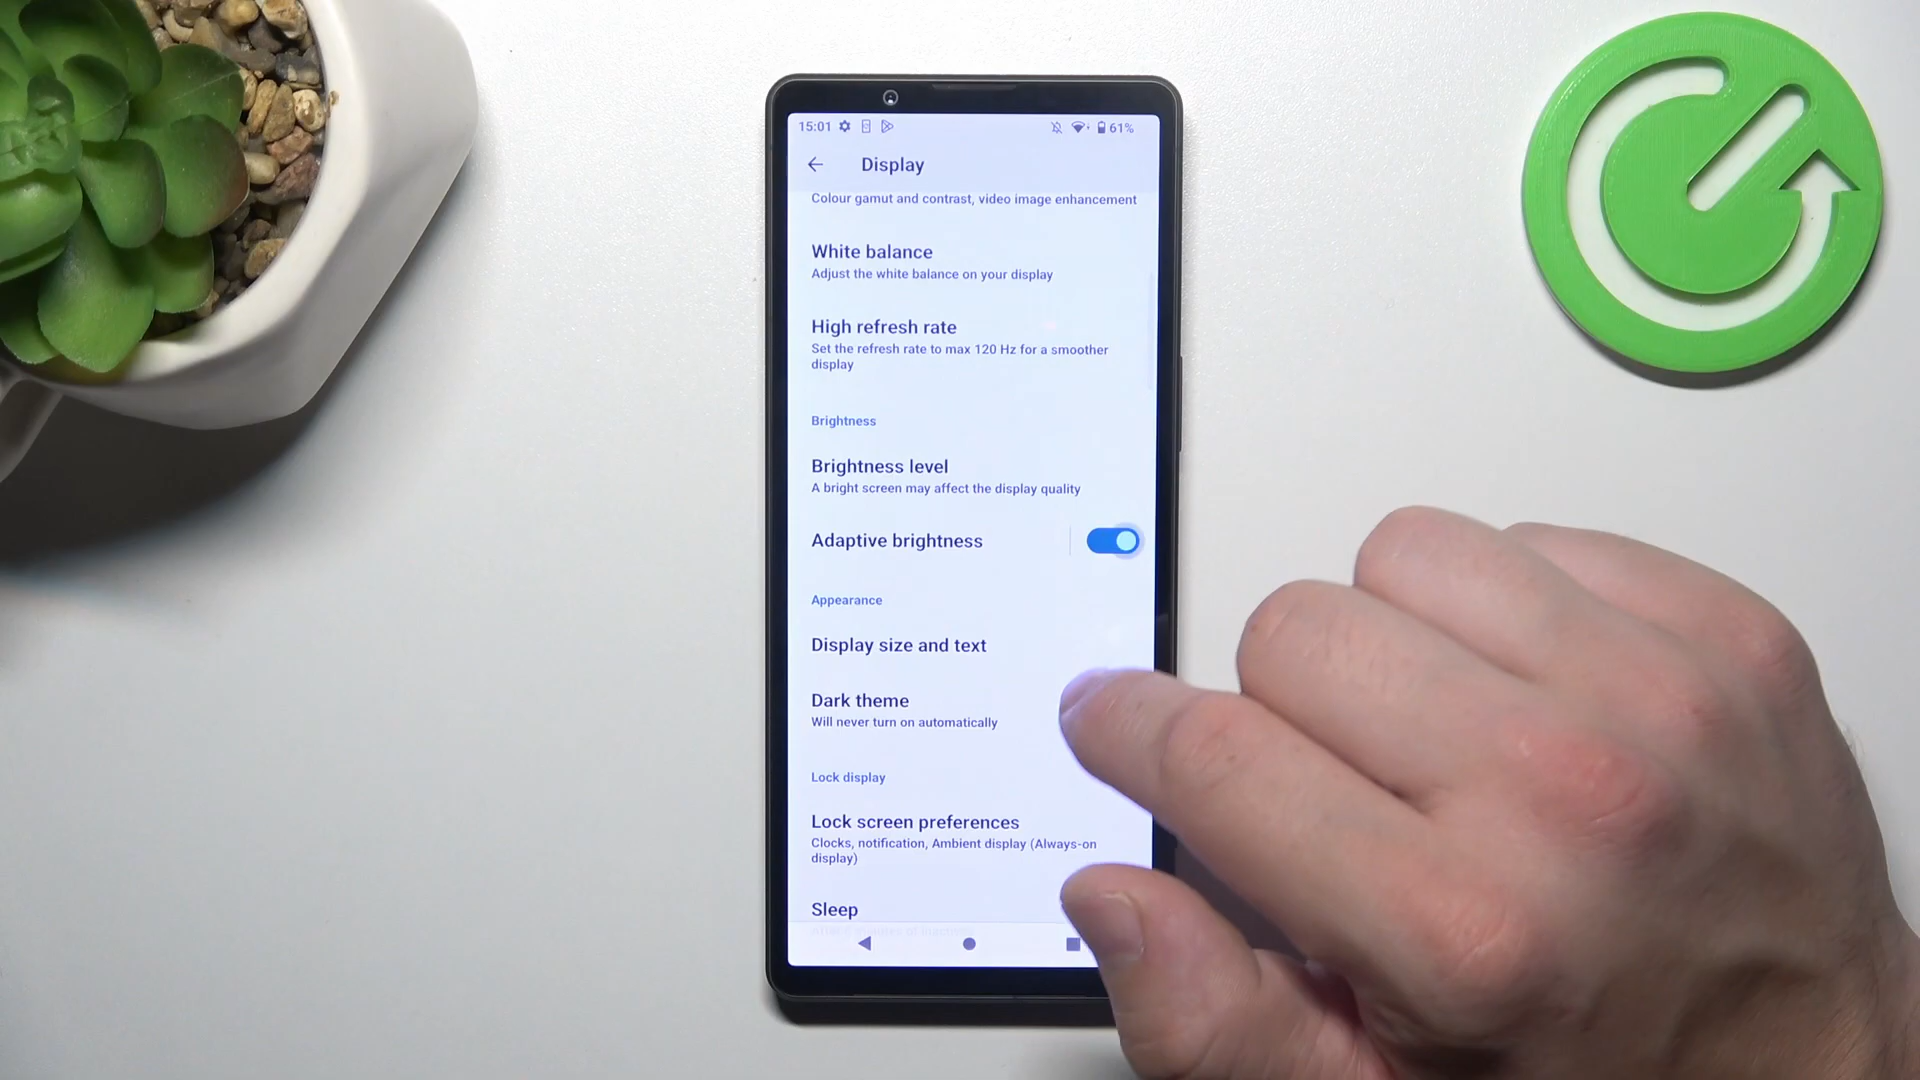 15:01
61%
Display
Colour gamut and contrast, video image enhancement
White balance
Adjust the white balance on your display
High refresh rate
Set the refresh rate to max 120 Hz for a smoother
display
Brightness
Brightness level
A bright screen may affect the display quality
Adaptive brightness
Appearance
Display size and text
Dark theme
Will never turn on automatically
Lock display
Lock screen preferences
Clocks, notification, Ambient display (Always-on
display)
Sleep